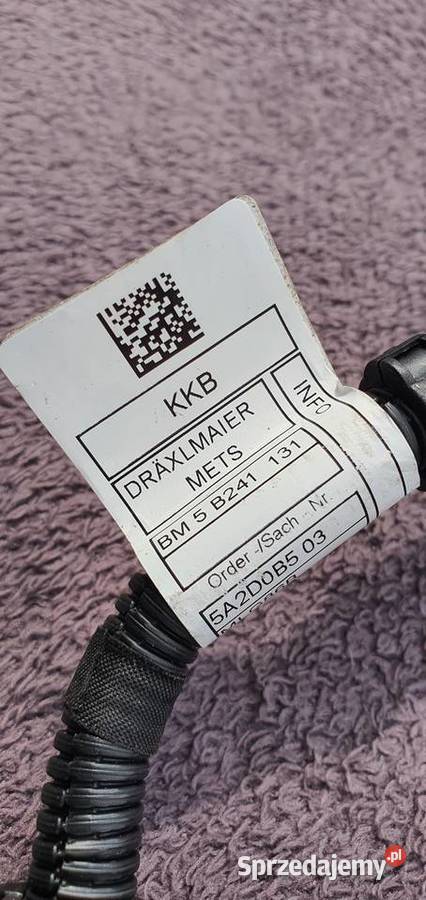 KKB
DRÄXLMAIER
METS
INFO
BM 5 B241 131
Order -/Sach - Nr.
5A2D0B5 03
Sprzedajemy.pl